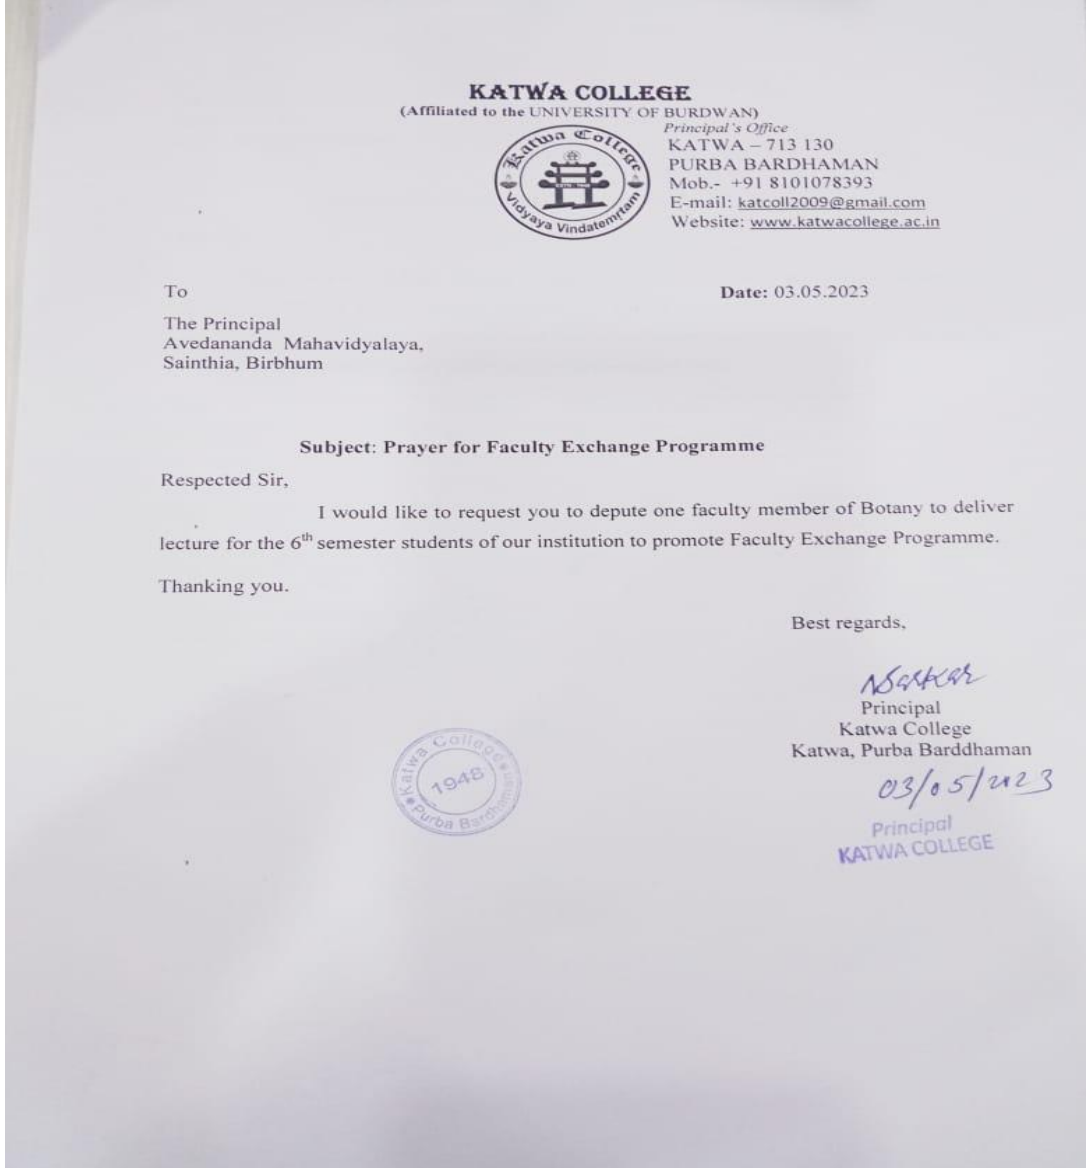 KATWA COLLEGE
(Affiliated to the UNIVERSITY OF BURDWAN)
Katwa College
Vidyaya Vindatemrtam
Principal's Office
KATWA – 713 130
PURBA BARDHAMAN
Mob.- +91 8101078393
E-mail: katcoll2009@gmail.com
Website: www.katwacollege.ac.in
To
Date: 03.05.2023
The Principal
Avedananda Mahavidyalaya,
Sainthia, Birbhum
Subject: Prayer for Faculty Exchange Programme
Respected Sir,
I would like to request you to depute one faculty member of Botany to deliver
lecture for the 6th semester students of our institution to promote Faculty Exchange Programme.
Thanking you.
Best regards,
NSarkar
Principal
Katwa College
Katwa, Purba Barddhaman
03/05/2023
Principal
KATWA COLLEGE
Katwa College
1948
Purba Bardhaman